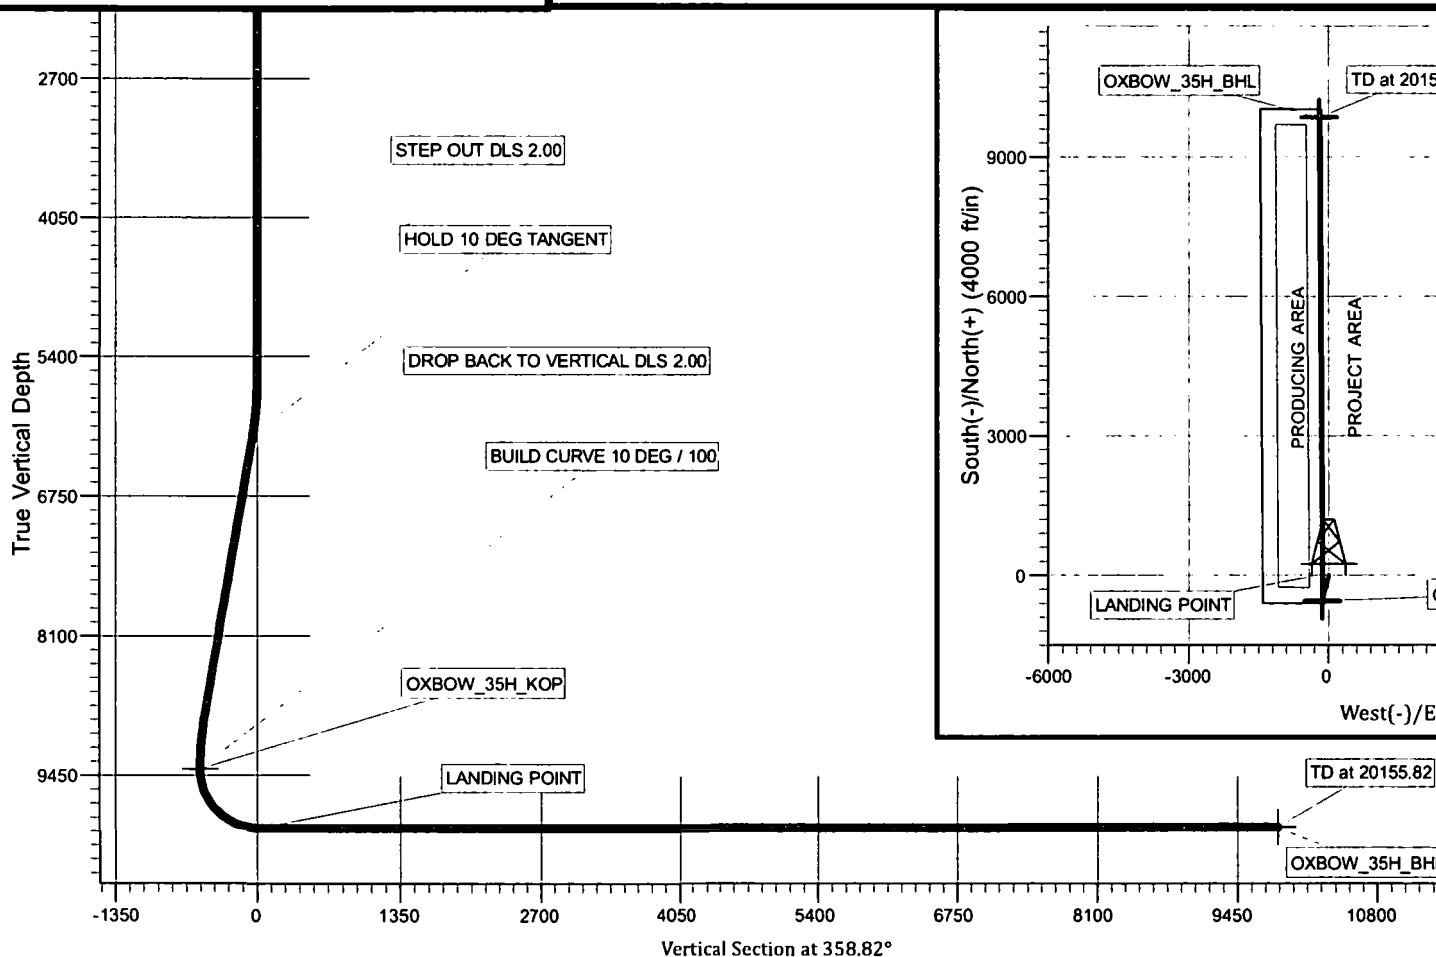 2700
4050
5400
6750
8100
9450
True Vertical Depth
STEP OUT DLS 2.00
HOLD 10 DEG TANGENT
DROP BACK TO VERTICAL DLS 2.00
BUILD CURVE 10 DEG / 100
OXBOW_35H_KOP
LANDING POINT
TD at 20155.82
OXBOW_35H_BH
-1350
0
1350
2700
4050
5400
6750
8100
9450
10800
Vertical Section at 358.82°
OXBOW_35H_BHL
TD at 2015
9000
6000
3000
0
South(-)/North(+) (4000 ft/in)
PRODUCING AREA
PROJECT AREA
LANDING POINT
-6000
-3000
0
West(-)/E